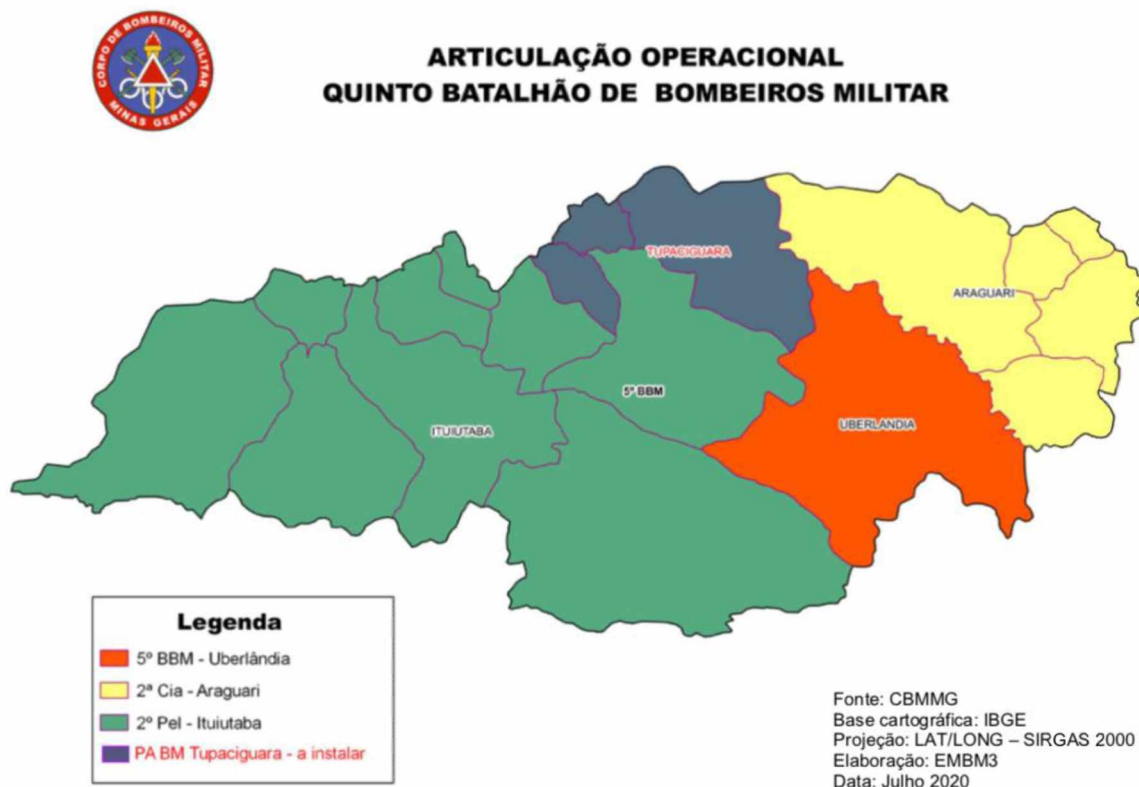 CORPO DE BOMBEIROS MILITAR
MINAS GERAIS
ARTICULAÇÃO OPERACIONAL
QUINTO BATALHÃO DE BOMBEIROS MILITAR
TUPACIGUARA
ARAGUARI
5º BBM
ITUIUTABA
UBERLANDIA
Legenda
5º BBM - Uberlândia
2ª Cia - Araguari
2º Pel - Ituiutaba
PA BM Tupaciguara - a instalar
Fonte: CBMMG
Base cartográfica: IBGE
Projeção: LAT/LONG – SIRGAS 2000
Elaboração: EMBM3
Data: Julho 2020